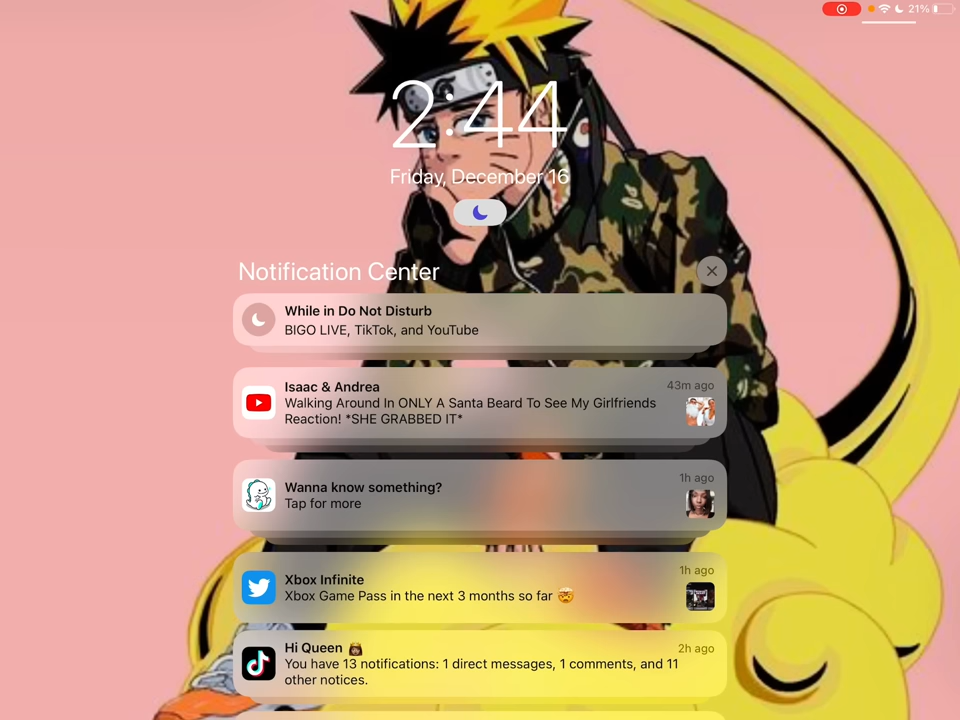 21%
2:44
Friday, December 16
Notification Center
While in Do Not Disturb
BIGO LIVE, TikTok, and YouTube
Isaac & Andrea
43m ago
Walking Around In ONLY A Santa Beard To See My Girlfriends
Reaction! *SHE GRABBED IT*
Wanna know something?
1h ago
Tap for more
Xbox Infinite
1h ago
Xbox Game Pass in the next 3 months so far 🤯
Hi Queen 👸🏽
2h ago
You have 13 notifications: 1 direct messages, 1 comments, and 11
other notices.